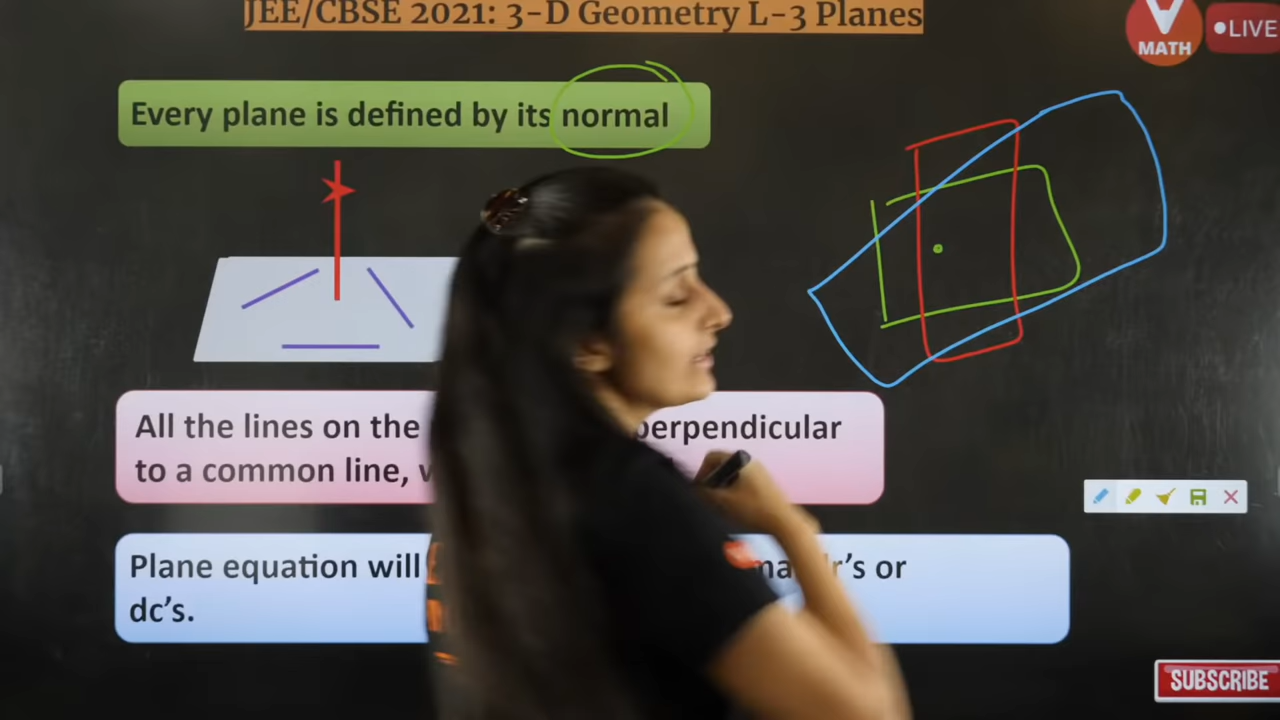 JEE/CBSE 2021: 3-D Geometry L-3 Planes
V
MATH
LIVE
Every plane is defined by its normal
All the lines on the perpendicular
to a common line,
Plane equation will r's or
dc's.
SUBSCRIBE